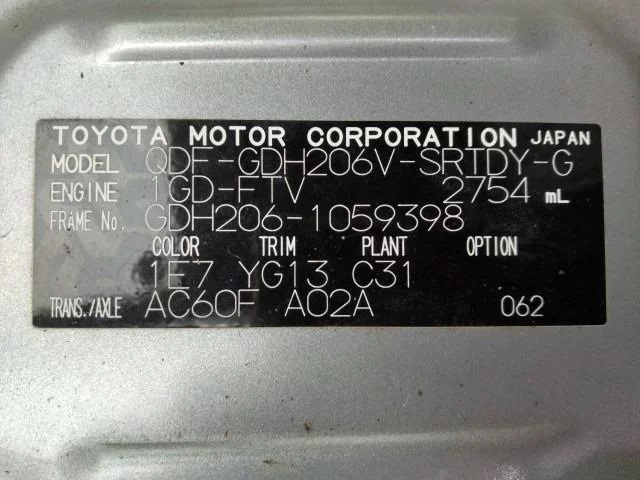 TOYOTA MOTOR CORPORATION JAPAN
MODEL QDF-GDH206V-SRTDY-G
ENGINE 1GD-FTV 2754 mL
FRAME No. GDH206-1059398
COLOR TRIM PLANT OPTION
1E7 YG13 C31
TRANS./AXLE AC60F A02A 062